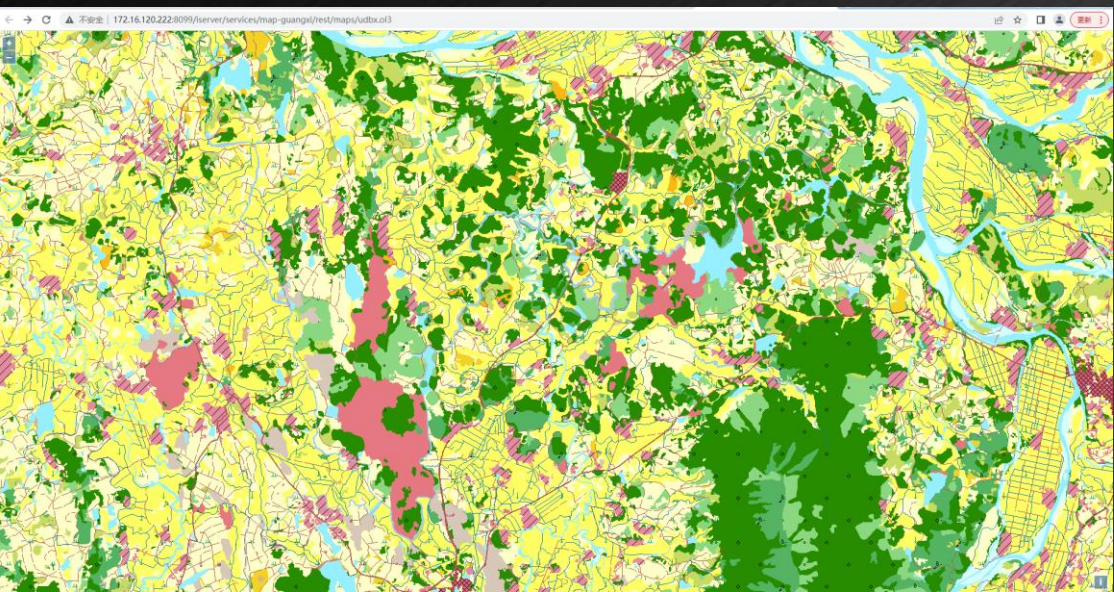 不安全 | 172.16.120.222:8099/iserver/services/map-guangxi/rest/maps/udbx.ol3
更新
+
−
i